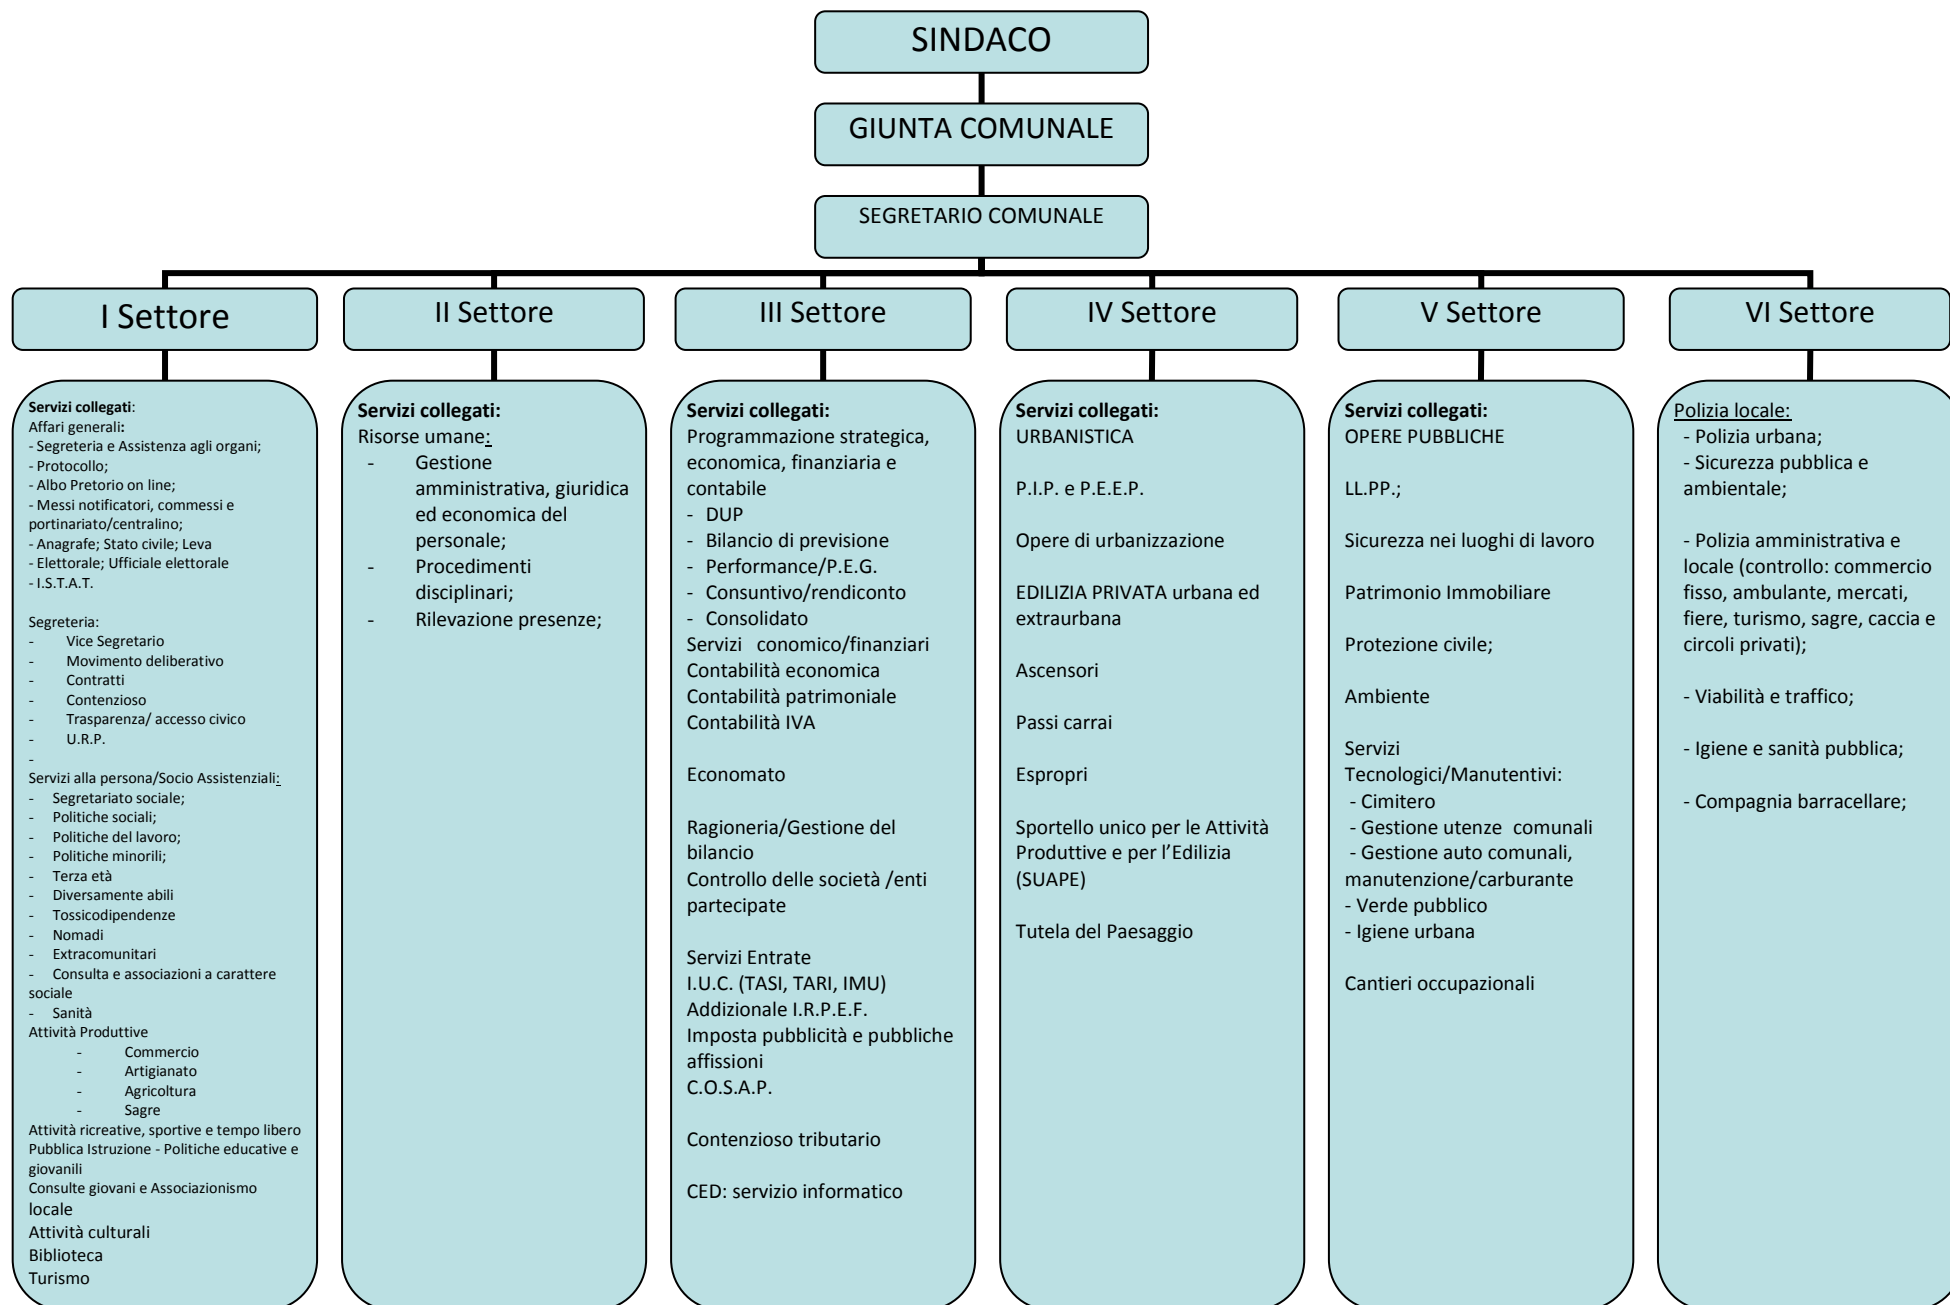 SINDACO
GIUNTA COMUNALE
SEGRETARIO COMUNALE
I Settore
II Settore
III Settore
IV Settore
V Settore
VI Settore
Servizi collegati:
Affari generali:
- Segreteria e Assistenza agli organi;
- Protocollo;
- Albo Pretorio on line;
- Messi notificatori, commessi e
portinariato/centralino;
- Anagrafe; Stato civile; Leva
- Elettorale; Ufficiale elettorale
- I.S.T.A.T.
Segreteria:
- Vice Segretario
- Movimento deliberativo
- Contratti
- Contenzioso
- Trasparenza/ accesso civico
- U.R.P.
-
Servizi alla persona/Socio Assistenziali:
- Segretariato sociale;
- Politiche sociali;
- Politiche del lavoro;
- Politiche minorili;
- Terza età
- Diversamente abili
- Tossicodipendenze
- Nomadi
- Extracomunitari
- Consulta e associazioni a carattere
sociale
- Sanità
Attività Produttive
- Commercio
- Artigianato
- Agricoltura
- Sagre
Attività ricreative, sportive e tempo libero
Pubblica Istruzione - Politiche educative e
giovanili
Consulte giovani e Associazionismo
locale
Attività culturali
Biblioteca
Turismo
Servizi collegati:
Risorse umane:
- Gestione
amministrativa, giuridica
ed economica del
personale;
- Procedimenti
disciplinari;
- Rilevazione presenze;
Servizi collegati:
Programmazione strategica,
economica, finanziaria e
contabile
- DUP
- Bilancio di previsione
- Performance/P.E.G.
- Consuntivo/rendiconto
- Consolidato
Servizi conomico/finanziari
Contabilità economica
Contabilità patrimoniale
Contabilità IVA
Economato
Ragioneria/Gestione del
bilancio
Controllo delle società /enti
partecipate
Servizi Entrate
I.U.C. (TASI, TARI, IMU)
Addizionale I.R.P.E.F.
Imposta pubblicità e pubbliche
affissioni
C.O.S.A.P.
Contenzioso tributario
CED: servizio informatico
Servizi collegati:
URBANISTICA
P.I.P. e P.E.E.P.
Opere di urbanizzazione
EDILIZIA PRIVATA urbana ed
extraurbana
Ascensori
Passi carrai
Espropri
Sportello unico per le Attività
Produttive e per l'Edilizia
(SUAPE)
Tutela del Paesaggio
Servizi collegati:
OPERE PUBBLICHE
LL.PP.;
Sicurezza nei luoghi di lavoro
Patrimonio Immobiliare
Protezione civile;
Ambiente
Servizi
Tecnologici/Manutentivi:
- Cimitero
- Gestione utenze comunali
- Gestione auto comunali,
manutenzione/carburante
- Verde pubblico
- Igiene urbana
Cantieri occupazionali
Polizia locale:
- Polizia urbana;
- Sicurezza pubblica e
ambientale;
- Polizia amministrativa e
locale (controllo: commercio
fisso, ambulante, mercati,
fiere, turismo, sagre, caccia e
circoli privati);
- Viabilità e traffico;
- Igiene e sanità pubblica;
- Compagnia barracellare;